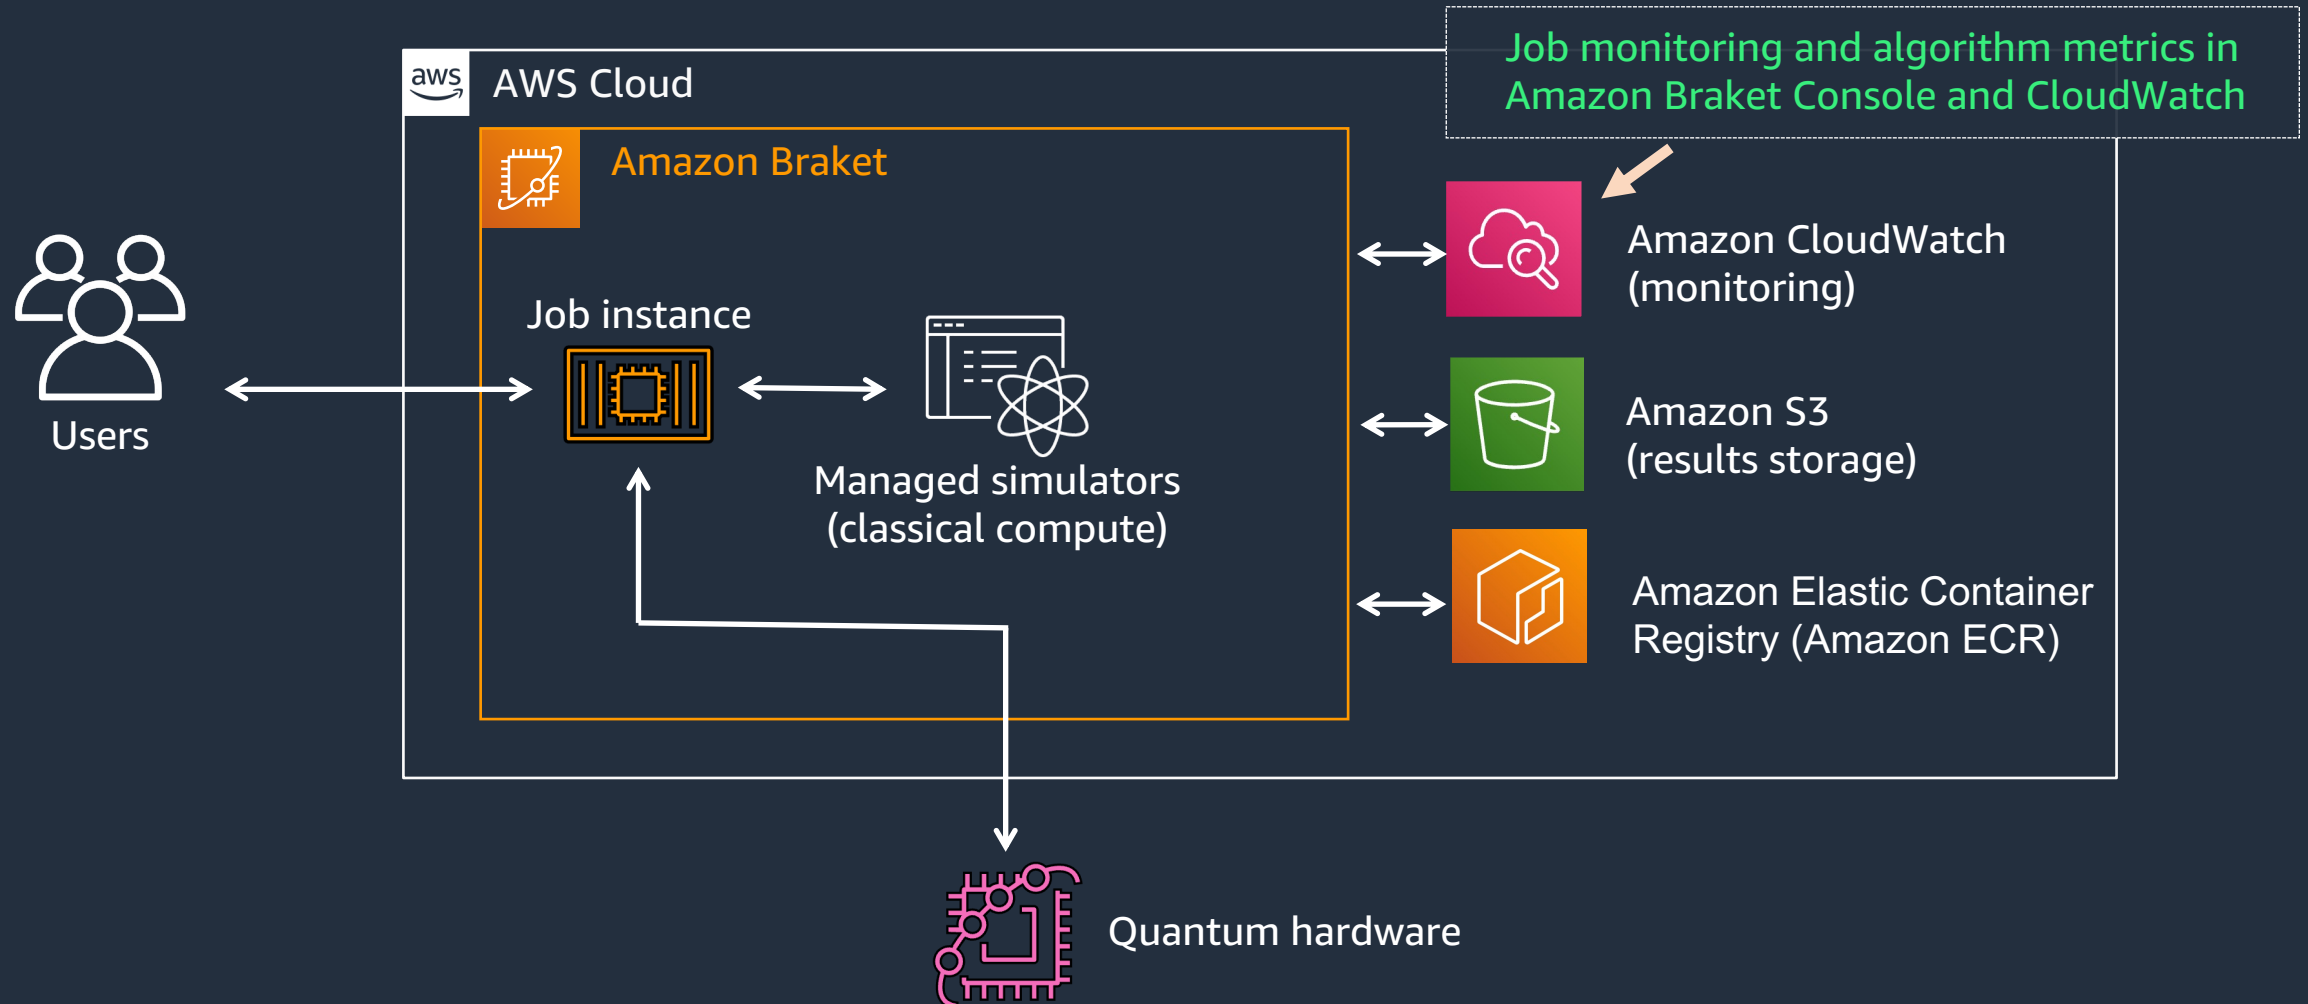 Job monitoring and algorithm metrics in
Amazon Braket Console and CloudWatch
aws
AWS Cloud
Amazon Braket
Users
Job instance
Managed simulators
(classical compute)
Amazon CloudWatch
(monitoring)
Amazon S3
(results storage)
Amazon Elastic Container
Registry (Amazon ECR)
Quantum hardware